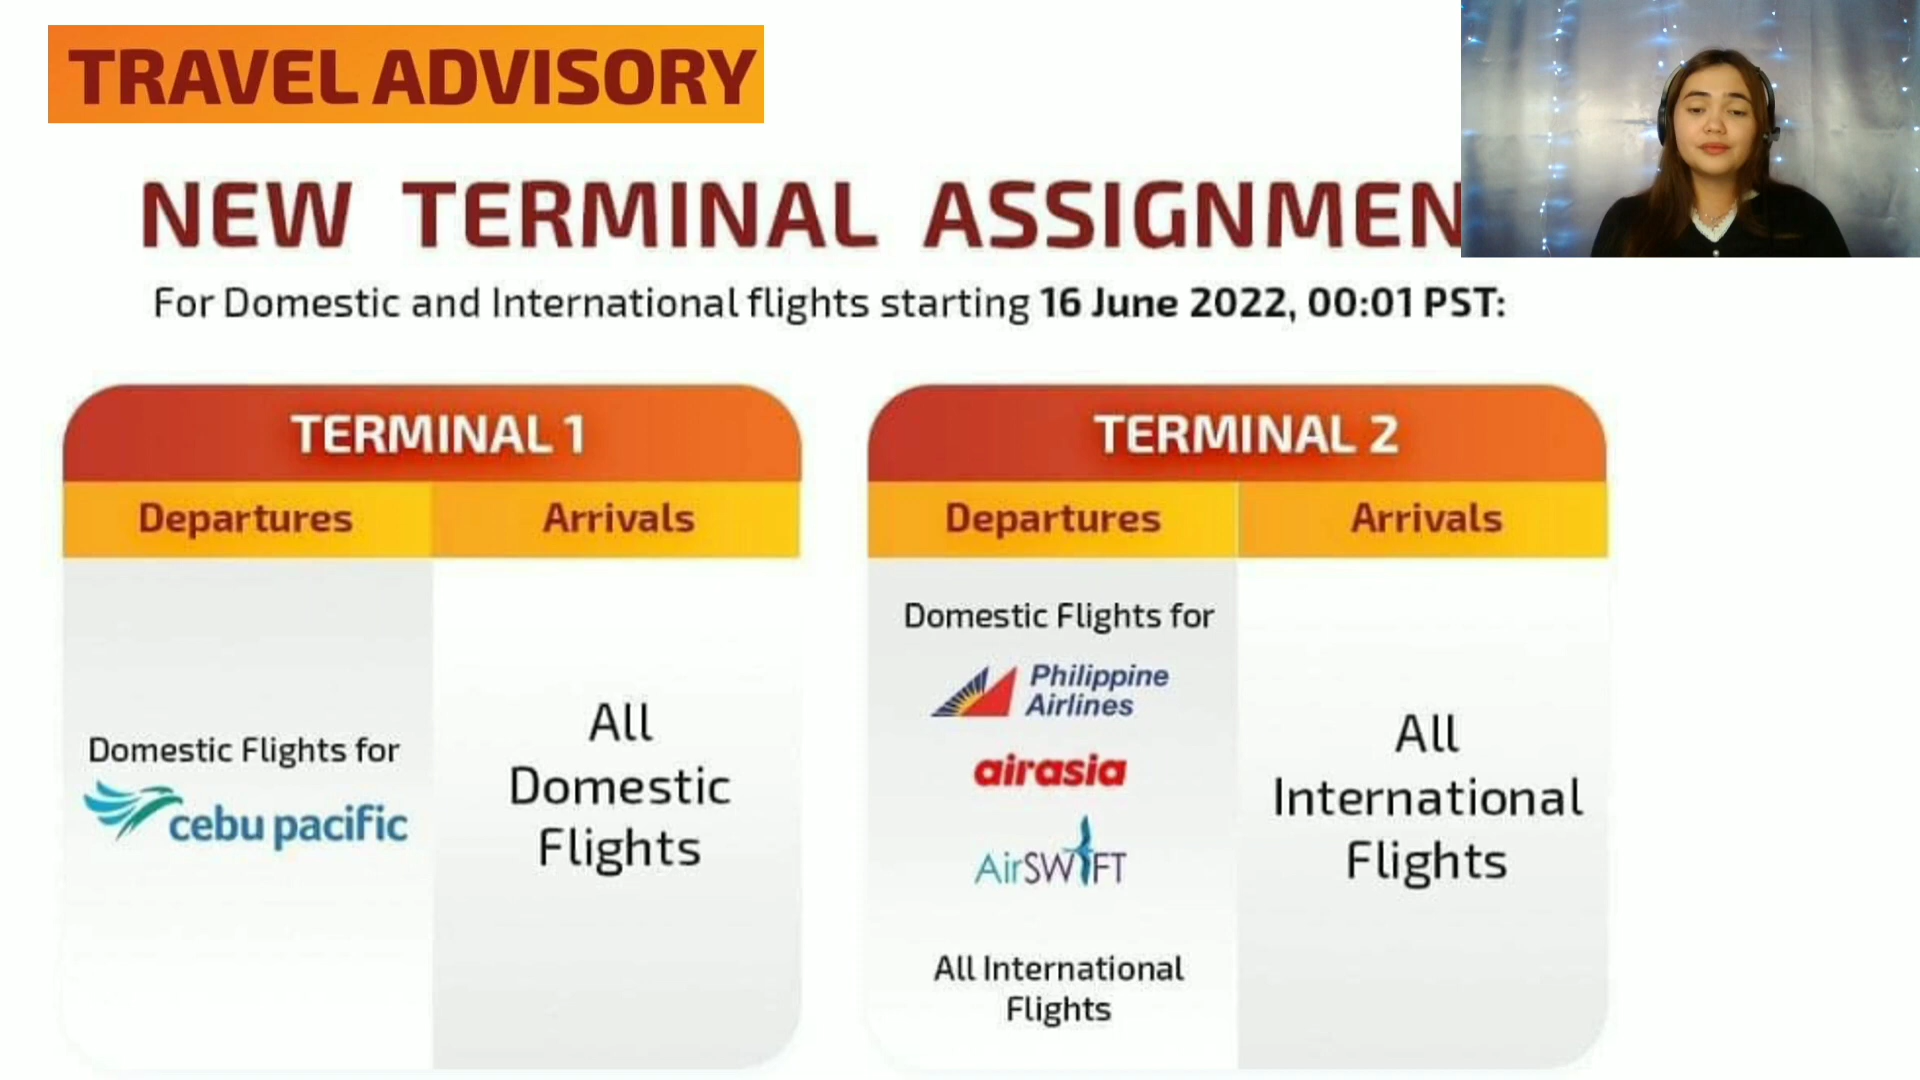 TRAVEL ADVISORY
NEW TERMINAL ASSIGNMEN
For Domestic and International flights starting 16 June 2022, 00:01 PST:
TERMINAL 1
Departures
Arrivals
Domestic Flights for
cebu pacific
All
Domestic
Flights
TERMINAL 2
Departures
Arrivals
Domestic Flights for
Philippine
Airlines
airasia
AirSWIFT
All International
Flights
All
International
Flights